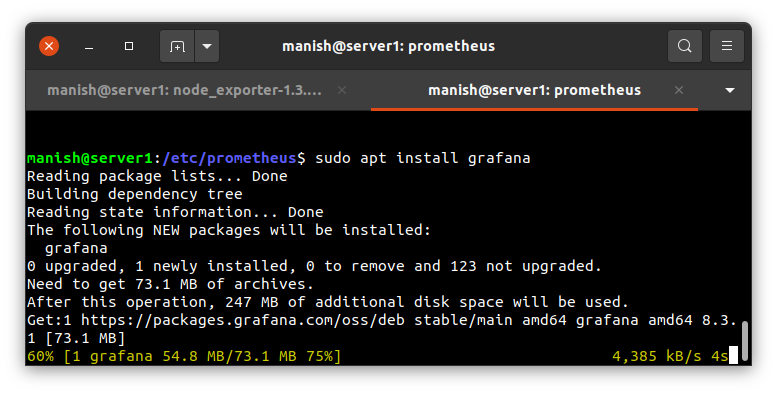 manish@server1: prometheus
manish@server1: node_exporter-1.3....
manish@server1: prometheus
manish@server1:/etc/prometheus$ sudo apt install grafana
Reading package lists... Done
Building dependency tree
Reading state information... Done
The following NEW packages will be installed:
  grafana
0 upgraded, 1 newly installed, 0 to remove and 123 not upgraded.
Need to get 73.1 MB of archives.
After this operation, 247 MB of additional disk space will be used.
Get:1 https://packages.grafana.com/oss/deb stable/main amd64 grafana amd64 8.3.
1 [73.1 MB]
60% [1 grafana 54.8 MB/73.1 MB 75%] 4,385 kB/s 4s